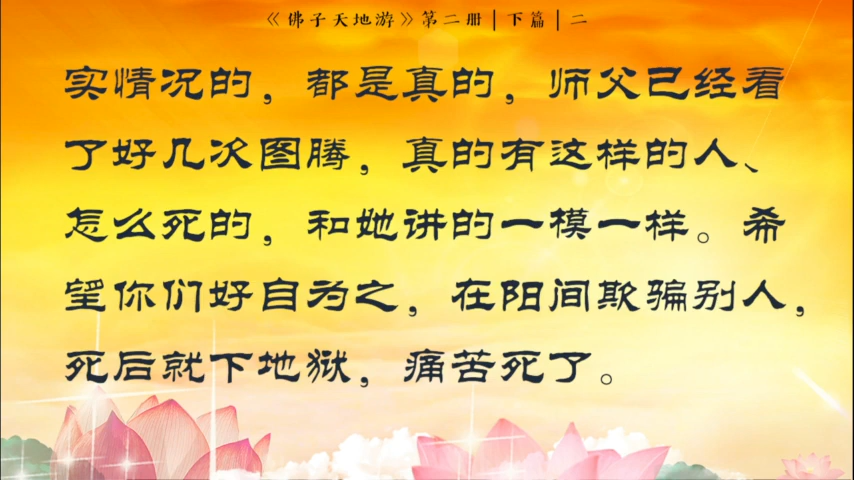 《佛子天地游》第二册|下篇|二
实情况的，都是真的，师父已经看
了好几次图腾，真的有这样的人、
怎么死的，和她讲的一模一样。希
望你们好自为之，在阳间欺骗别人，
死后就下地狱，痛苦死了。